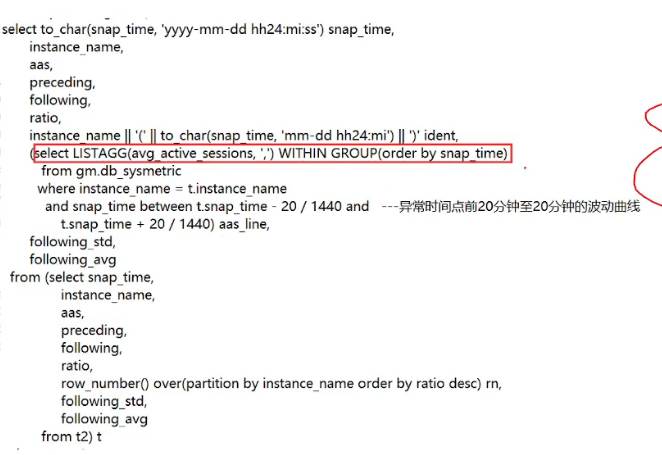 select to_char(snap_time, 'yyyy-mm-dd hh24:mi:ss') snap_time,
instance_name,
aas,
preceding,
following,
ratio,
instance_name || '(' || to_char(snap_time, 'mm-dd hh24:mi') || ')' ident,
(select LISTAGG(avg_active_sessions, ',') WITHIN GROUP(order by snap_time)
from gm.db_sysmetric
where instance_name = t.instance_name
and snap_time between t.snap_time - 20 / 1440 and ---异常时间点前20分钟至20分钟的波动曲线
t.snap_time + 20 / 1440) aas_line,
following_std,
following_avg
from (select snap_time,
instance_name,
aas,
preceding,
following,
ratio,
row_number() over(partition by instance_name order by ratio desc) rn,
following_std,
following_avg
from t2) t